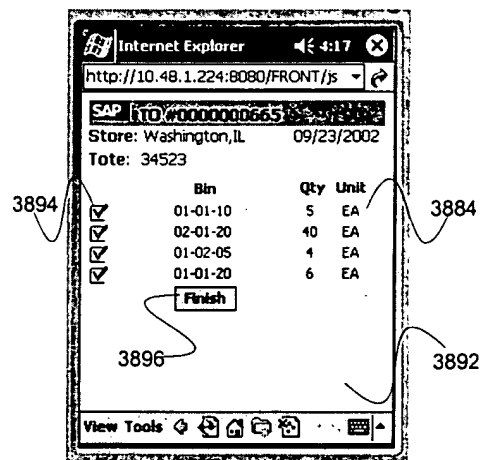 Internet Explorer 4:17
http://10.48.1.224:8080/FRONT/js
SAP TO #0000000665
Store: Washington,IL 09/23/2002
Tote: 34523
Bin Qty Unit
3894 01-01-10 5 EA 3884
02-01-20 40 EA
01-02-05 4 EA
01-01-20 6 EA
Finish
3896
3892
View Tools